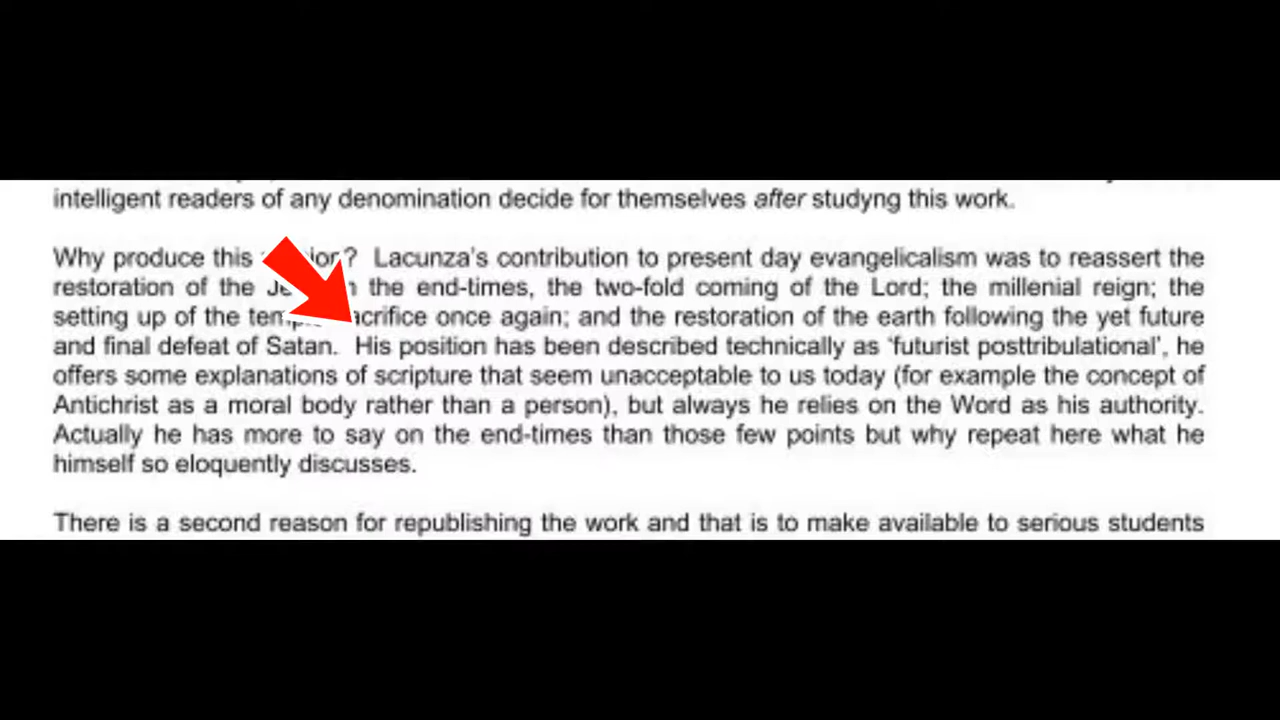 intelligent readers of any denomination decide for themselves after studyng this work.
Why produce this ? Lacunza's contribution to present day evangelicalism was to reassert the
restoration of the the end-times, the two-fold coming of the Lord; the millenial reign; the
setting up of the once again; and the restoration of the earth following the yet future
and final defeat of Satan. His position has been described technically as 'futurist posttribulational', he
offers some explanations of scripture that seem unacceptable to us today (for example the concept of
Antichrist as a moral body rather than a person), but always he relies on the Word as his authority.
Actually he has more to say on the end-times than those few points but why repeat here what he
himself so eloquently discusses.
There is a second reason for republishing the work and that is to make available to serious students